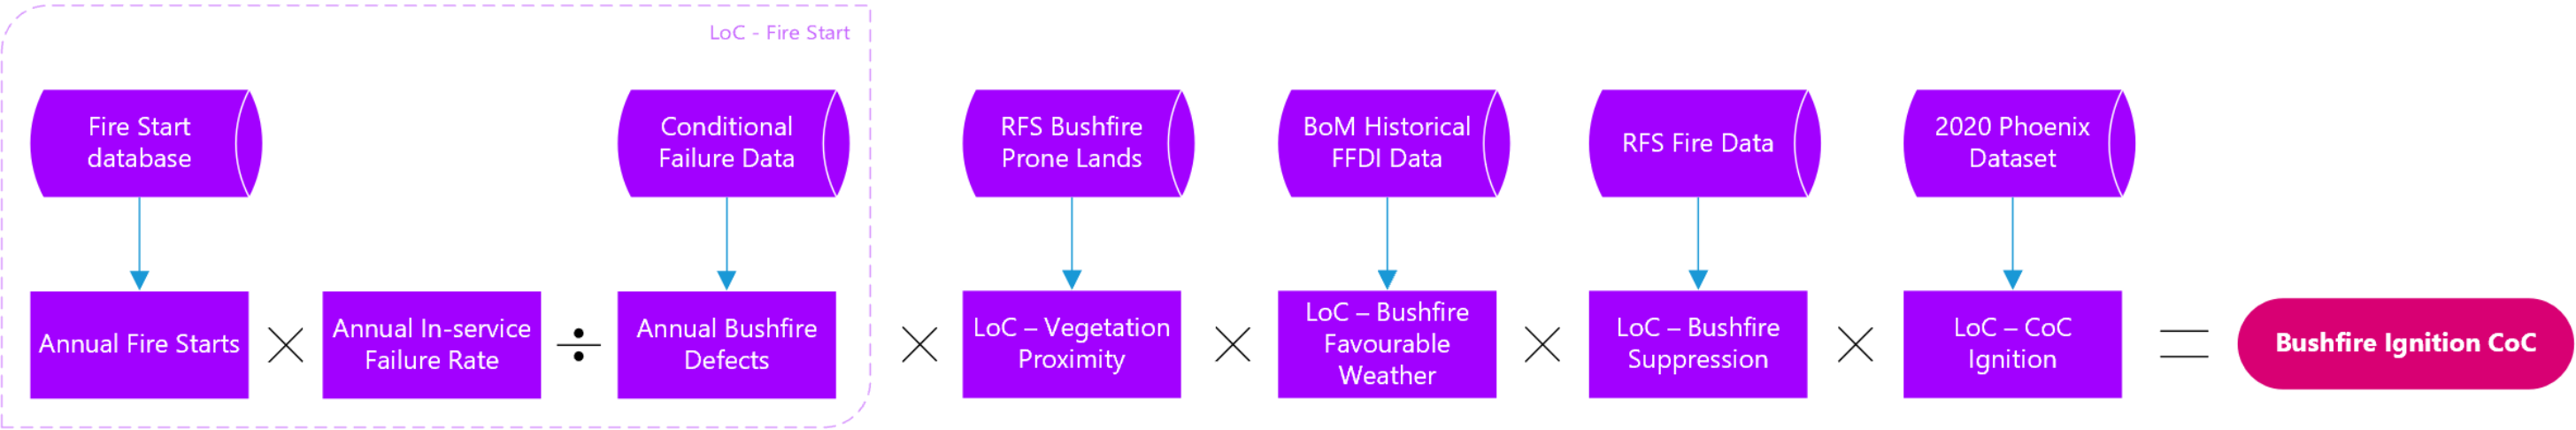 LoC - Fire Start
Fire Start
database
Conditional
Failure Data
RFS Bushfire
Prone Lands
BoM Historical
FFDI Data
RFS Fire Data
2020 Phoenix
Dataset
Annual Fire Starts
×
Annual In-service
Failure Rate
÷
Annual Bushfire
Defects
×
LoC – Vegetation
Proximity
×
LoC – Bushfire
Favourable
Weather
×
LoC – Bushfire
Suppression
×
LoC – CoC
Ignition
=
Bushfire Ignition CoC